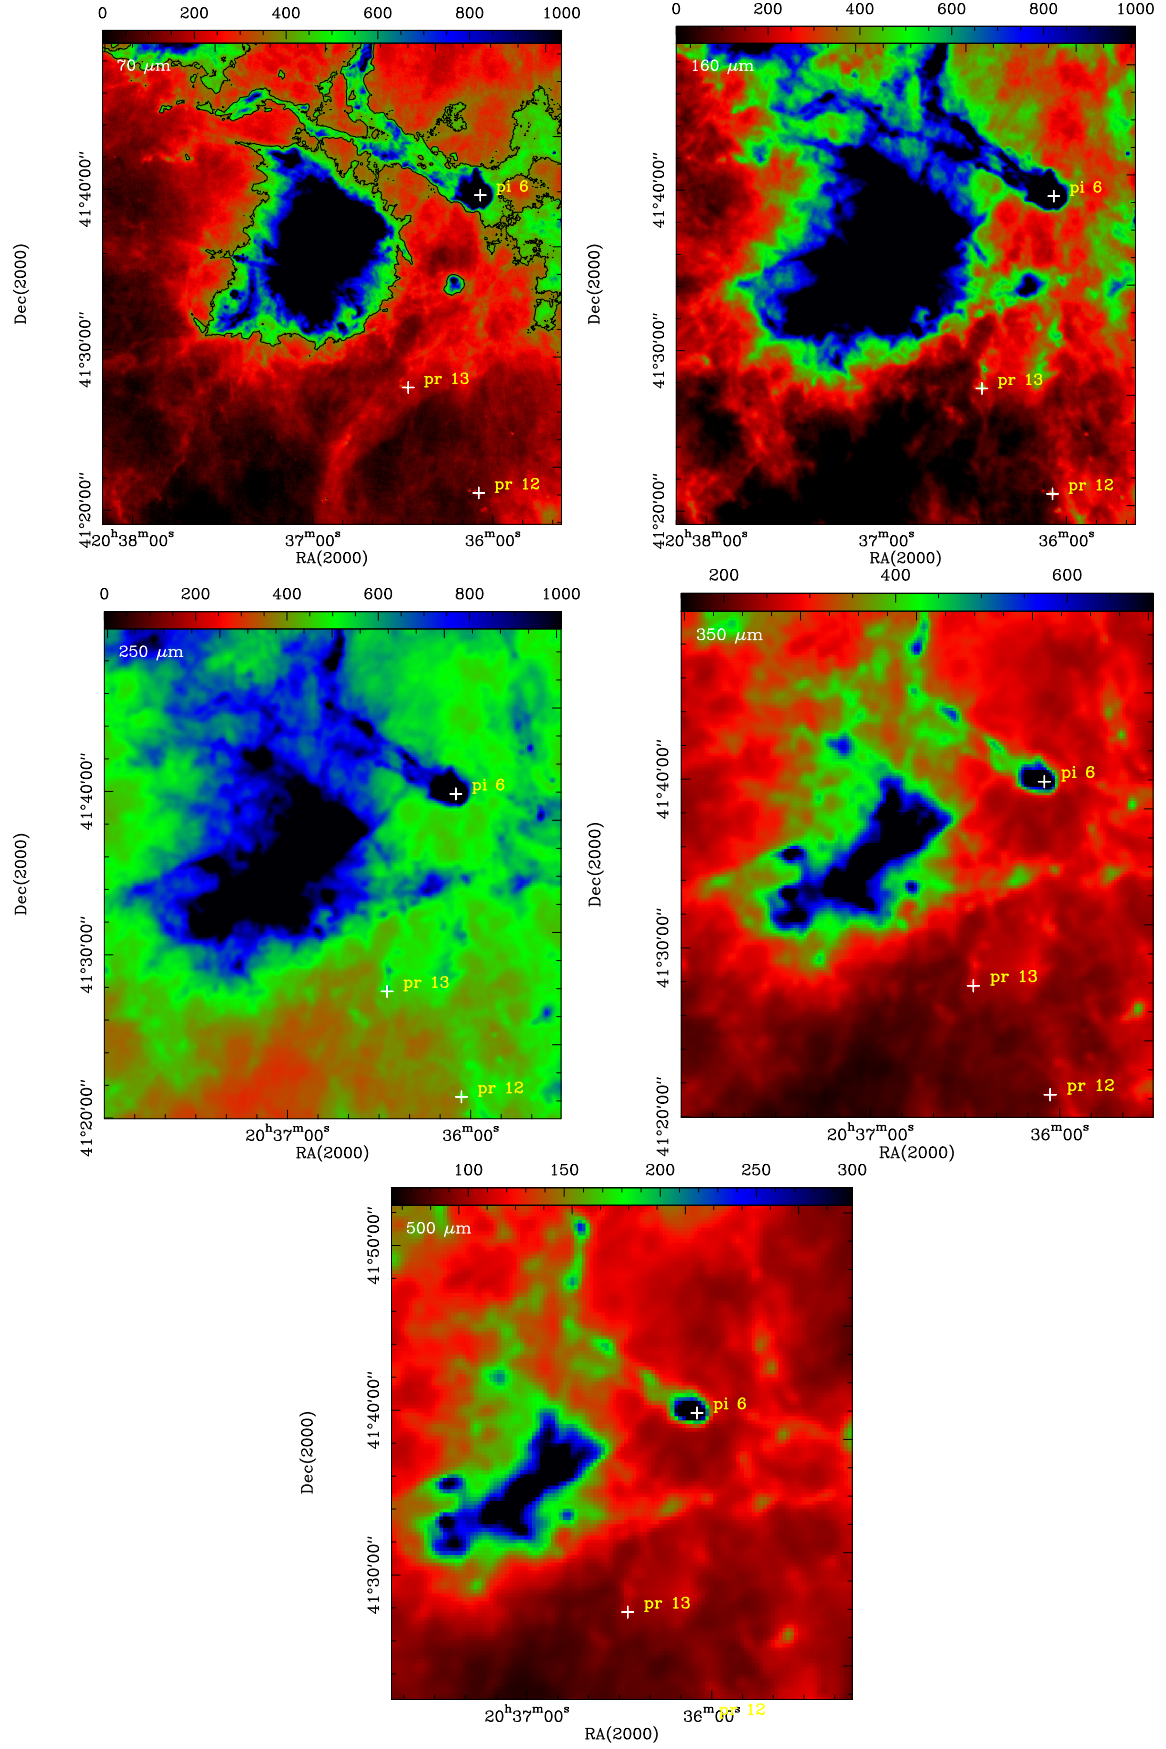 0 200 400 600 800 1000
70 μm
pi 6
pr 13
pr 12
41°40'00"
41°30'00"
41°20'00"
Dec(2000)
20ʰ38ᵐ00ˢ 37ᵐ00ˢ 36ᵐ00ˢ
RA(2000)
0 200 400 600 800 1000
160 μm
pi 6
pr 13
pr 12
41°40'00"
41°30'00"
41°20'00"
Dec(2000)
20ʰ38ᵐ00ˢ 37ᵐ00ˢ 36ᵐ00ˢ
RA(2000)
0 200 400 600 800 1000
250 μm
pi 6
pr 13
pr 12
41°40'00"
41°30'00"
41°20'00"
Dec(2000)
20ʰ37ᵐ00ˢ 36ᵐ00ˢ
RA(2000)
200 400 600
350 μm
pi 6
pr 13
pr 12
41°40'00"
41°30'00"
41°20'00"
Dec(2000)
20ʰ37ᵐ00ˢ 36ᵐ00ˢ
RA(2000)
100 150 200 250 300
500 μm
pi 6
pr 13
pr 12
41°50'00"
41°40'00"
41°30'00"
Dec(2000)
20ʰ37ᵐ00ˢ 36ᵐ00ˢ
RA(2000)